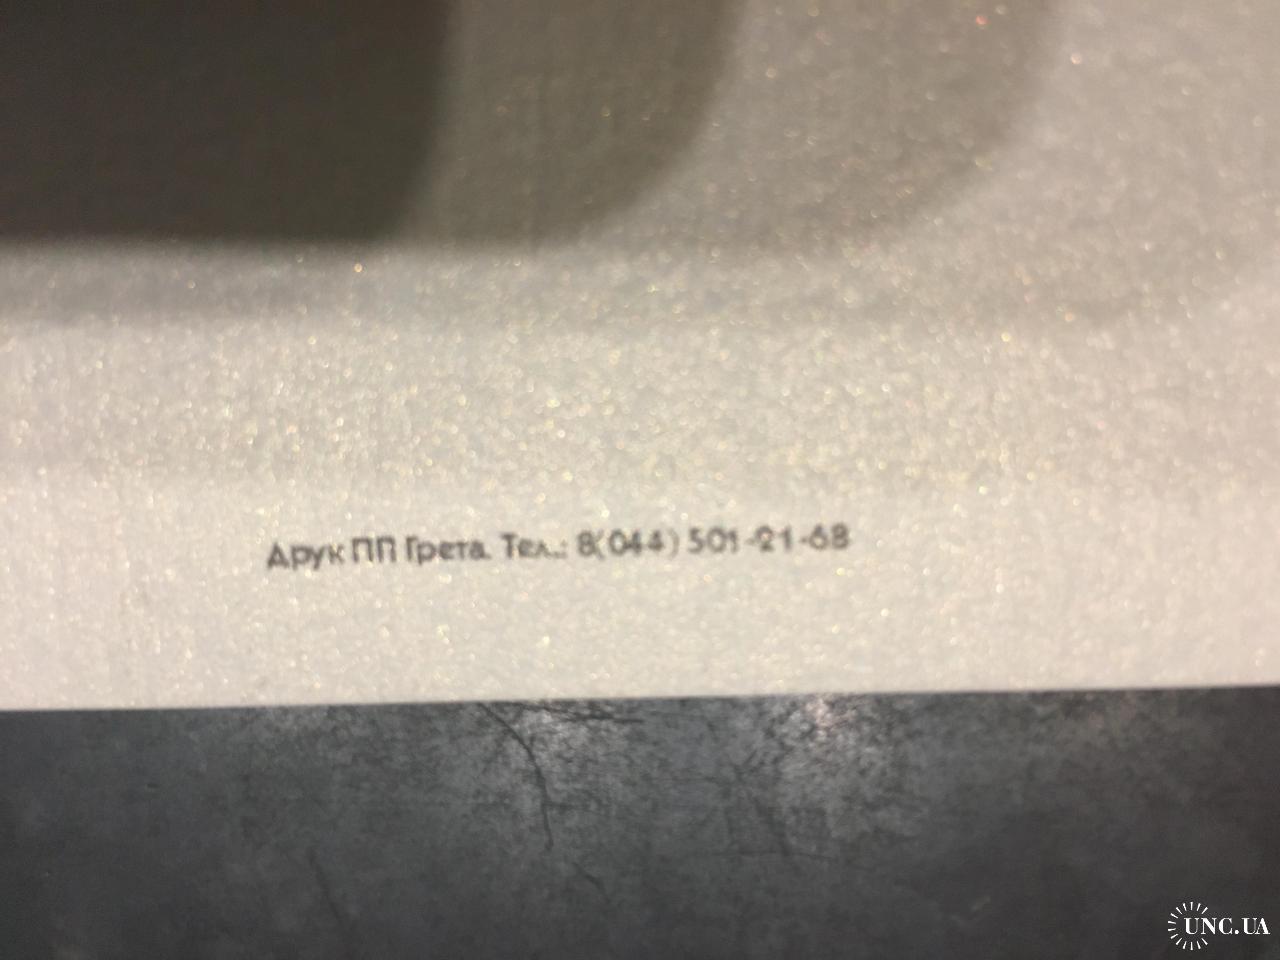 Друк ПП Грета. Тел.: 8(044) 501-21-68
UNC.UA